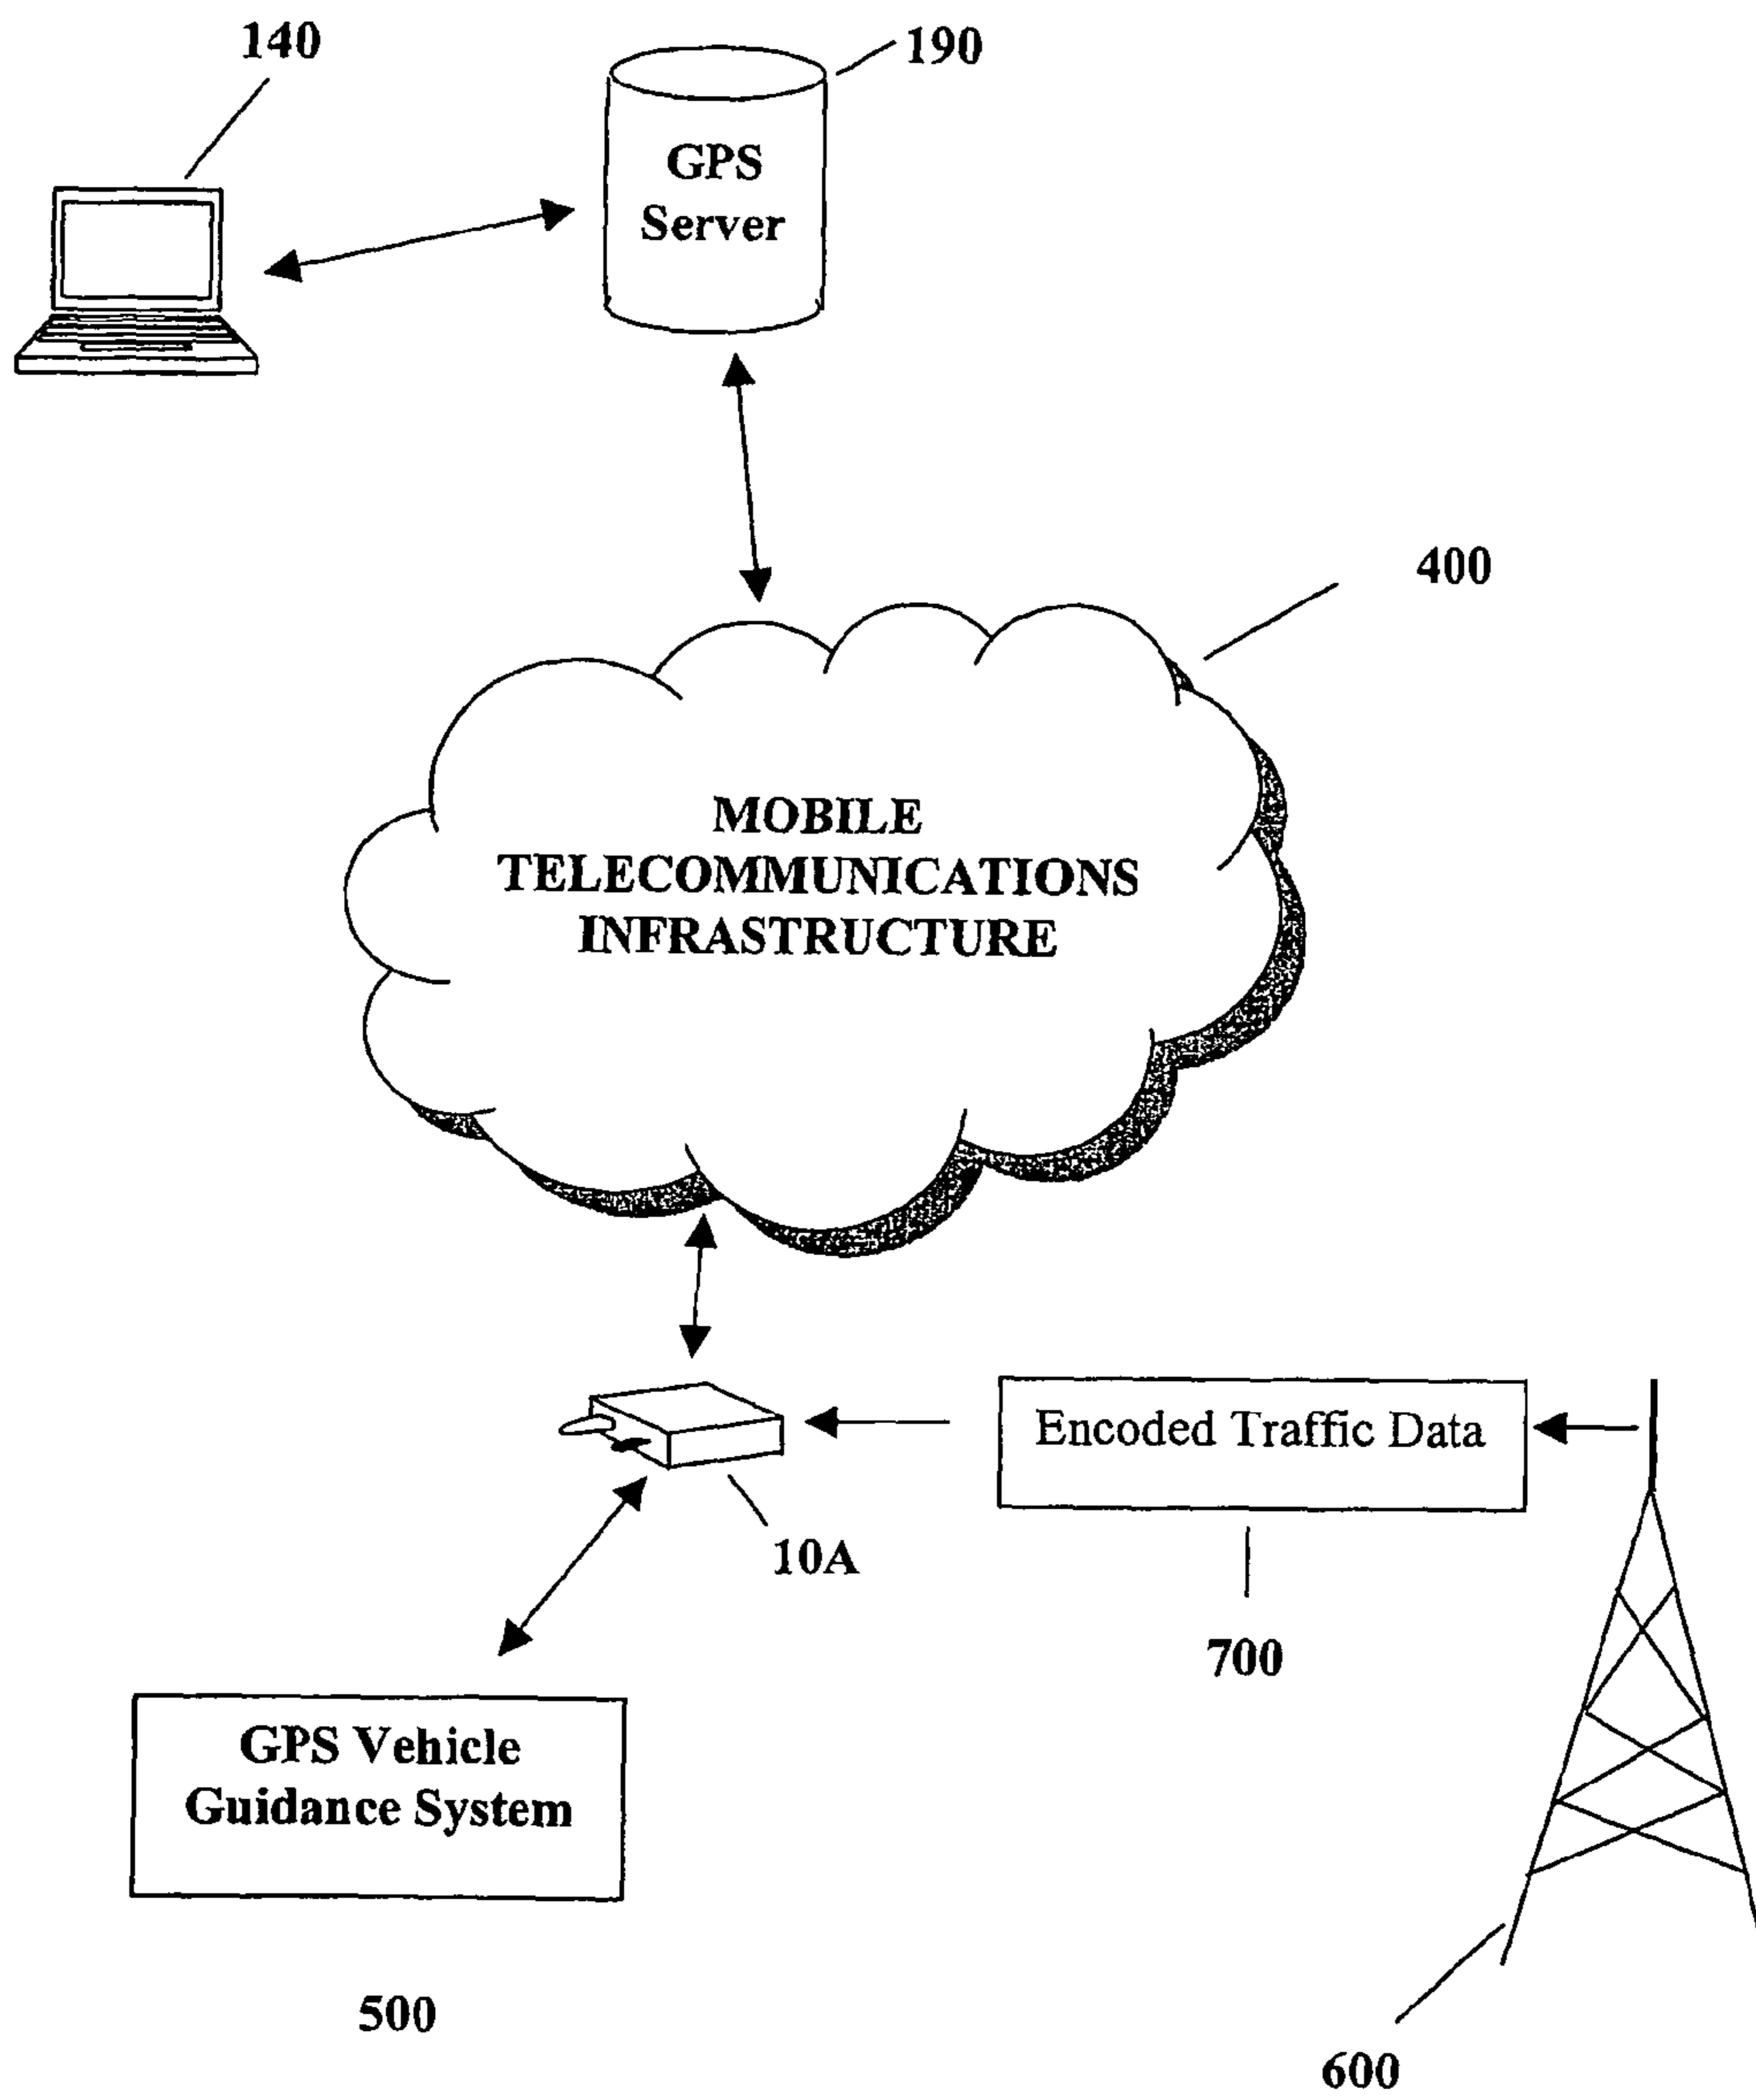 140
190
GPS
Server
400
MOBILE
TELECOMMUNICATIONS
INFRASTRUCTURE
Encoded Traffic Data
10A
700
GPS Vehicle
Guidance System
500
600